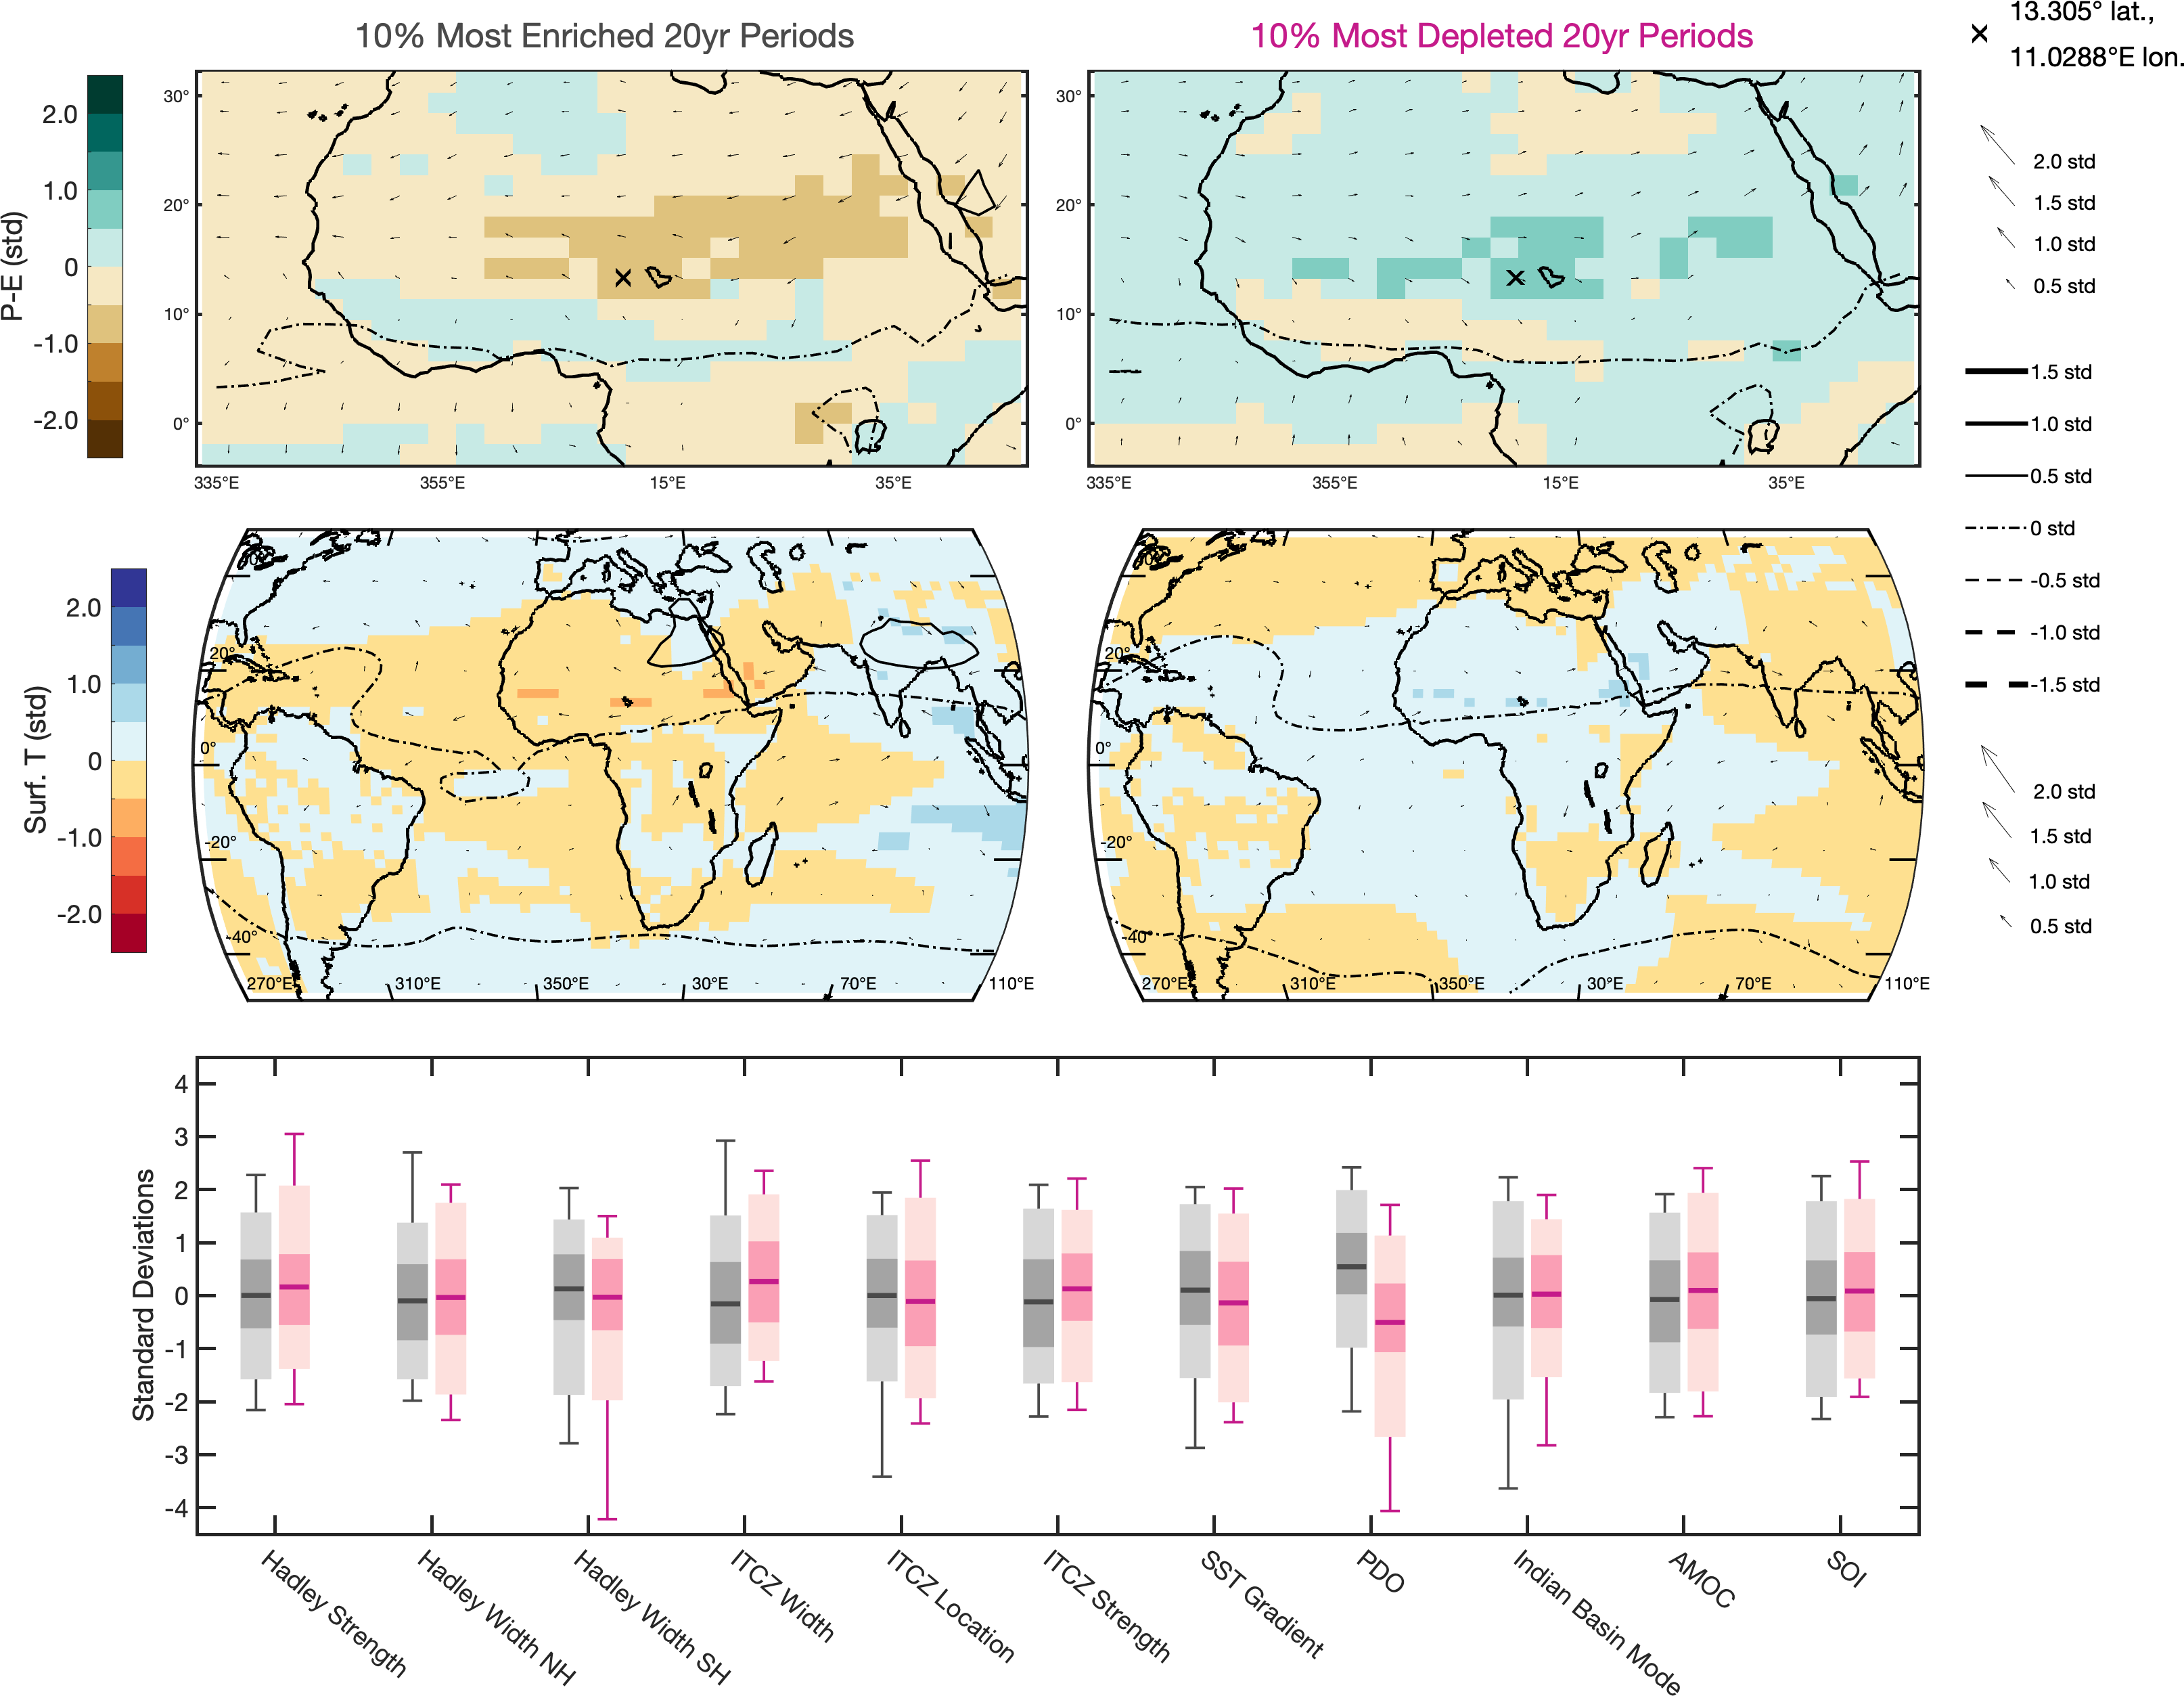 10% Most Enriched 20yr Periods
10% Most Depleted 20yr Periods
13.305° lat.,
11.0288°E lon.
P-E (std)
2.0
1.0
0
-1.0
-2.0
30°
20°
10°
0°
335°E
355°E
15°E
35°E
30°
20°
10°
0°
335°E
355°E
15°E
35°E
2.0 std
1.5 std
1.0 std
0.5 std
1.5 std
1.0 std
0.5 std
0 std
-0.5 std
-1.0 std
-1.5 std
2.0 std
1.5 std
1.0 std
0.5 std
Surf. T (std)
2.0
1.0
0
-1.0
-2.0
20°
0°
-20°
-40°
270°E
310°E
350°E
30°E
70°E
110°E
20°
0°
-20°
-40°
270°E
310°E
350°E
30°E
70°E
110°E
Standard Deviations
4
3
2
1
0
-1
-2
-3
-4
Hadley Strength
Hadley Width NH
Hadley Width SH
ITCZ Width
ITCZ Location
ITCZ Strength
SST Gradient
PDO
Indian Basin Mode
AMOC
SOI